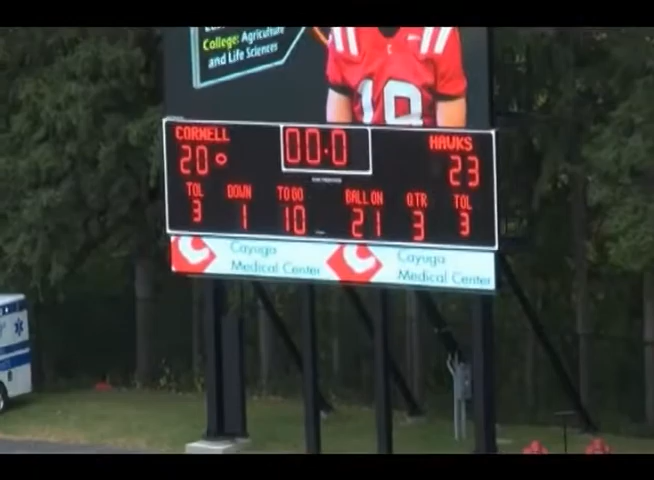 College: Agriculture
and Life Sciences
18
CORNELL 00.0 HAWKS
20 23
TOL DOWN TO GO BALL ON QTR TOL
3 1 10 21 3 3
Cayuga Medical Center Cayuga Medical Center